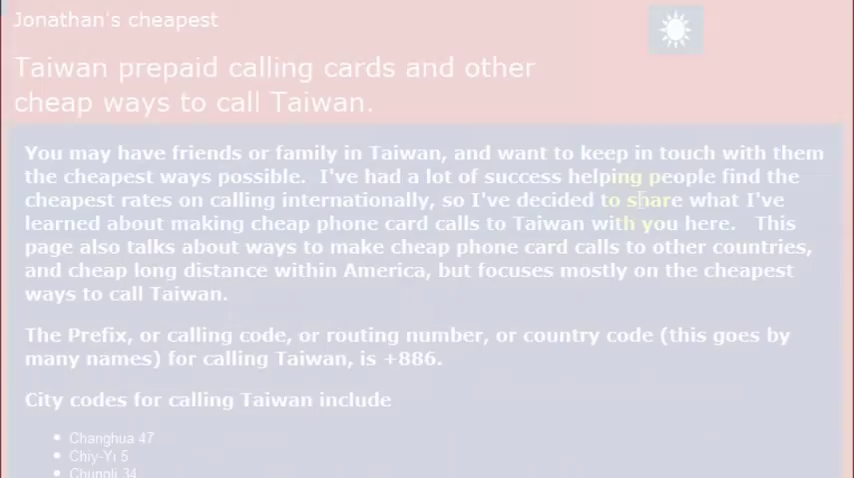 Jonathan's cheapest
Taiwan prepaid calling cards and other
cheap ways to call Taiwan.
You may have friends or family in Taiwan, and want to keep in touch with them
the cheapest ways possible. I've had a lot of success helping people find the
cheapest rates on calling internationally, so I've decided to share what I've
learned about making cheap phone card calls to Taiwan with you here. This
page also talks about ways to make cheap phone card calls to other countries,
and cheap long distance within America, but focuses mostly on the cheapest
ways to call Taiwan.
The Prefix, or calling code, or routing number, or country code (this goes by
many names) for calling Taiwan, is +886.
City codes for calling Taiwan include
• Changhua 47
• Chiy-Yi 5
• Chungli 34